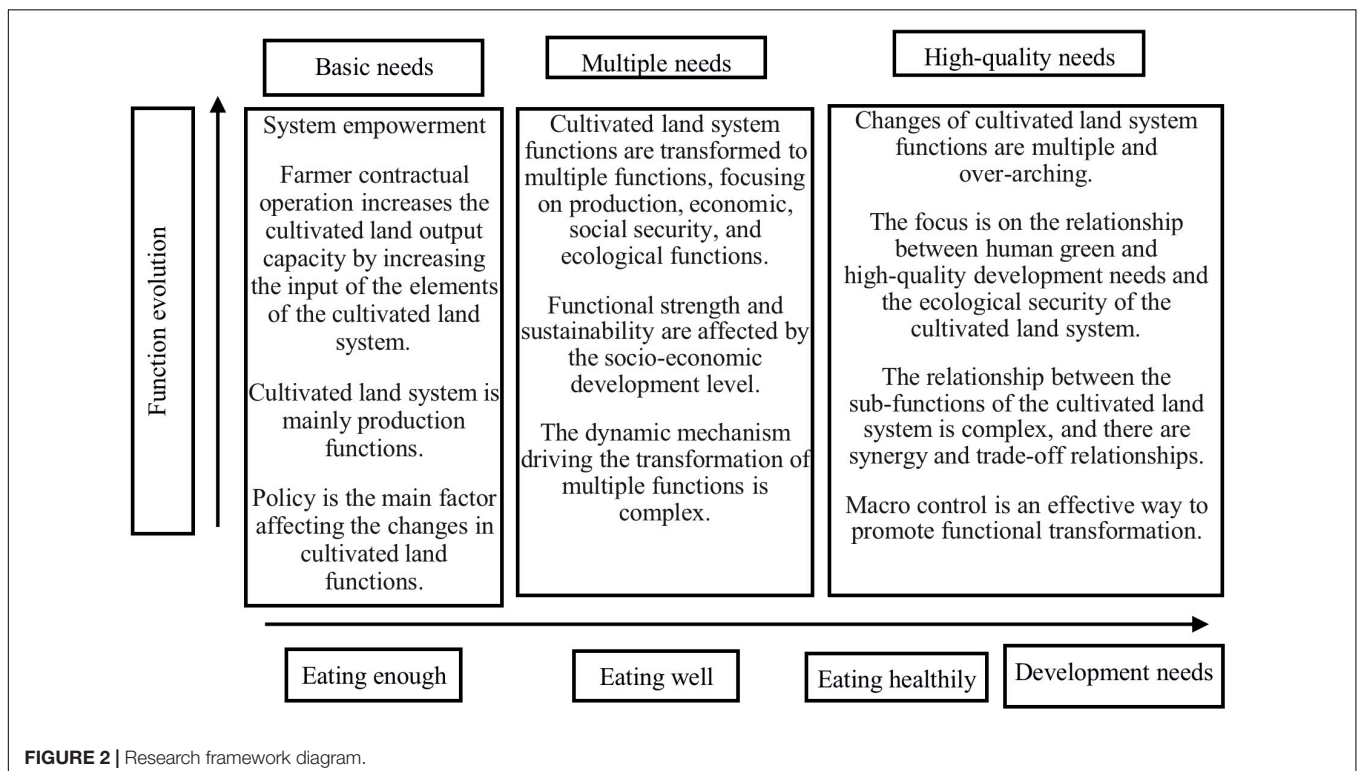 Basic needs
Multiple needs
High-quality needs
Function evolution
System empowerment
Farmer contractual
operation increases the
cultivated land output
capacity by increasing
the input of the elements
of the cultivated land
system.
Cultivated land system is
mainly production
functions.
Policy is the main factor
affecting the changes in
cultivated land
functions.
Cultivated land system
functions are transformed to
multiple functions, focusing
on production, economic,
social security, and
ecological functions.
Functional strength and
sustainability are affected by
the socio-economic
development level.
The dynamic mechanism
driving the transformation of
multiple functions is
complex.
Changes of cultivated land system
functions are multiple and
over-arching.
The focus is on the relationship
between human green and
high-quality development needs and
the ecological security of the
cultivated land system.
The relationship between the
sub-functions of the cultivated land
system is complex, and there are
synergy and trade-off relationships.
Macro control is an effective way to
promote functional transformation.
Eating enough
Eating well
Eating healthily
Development needs
FIGURE 2 | Research framework diagram.